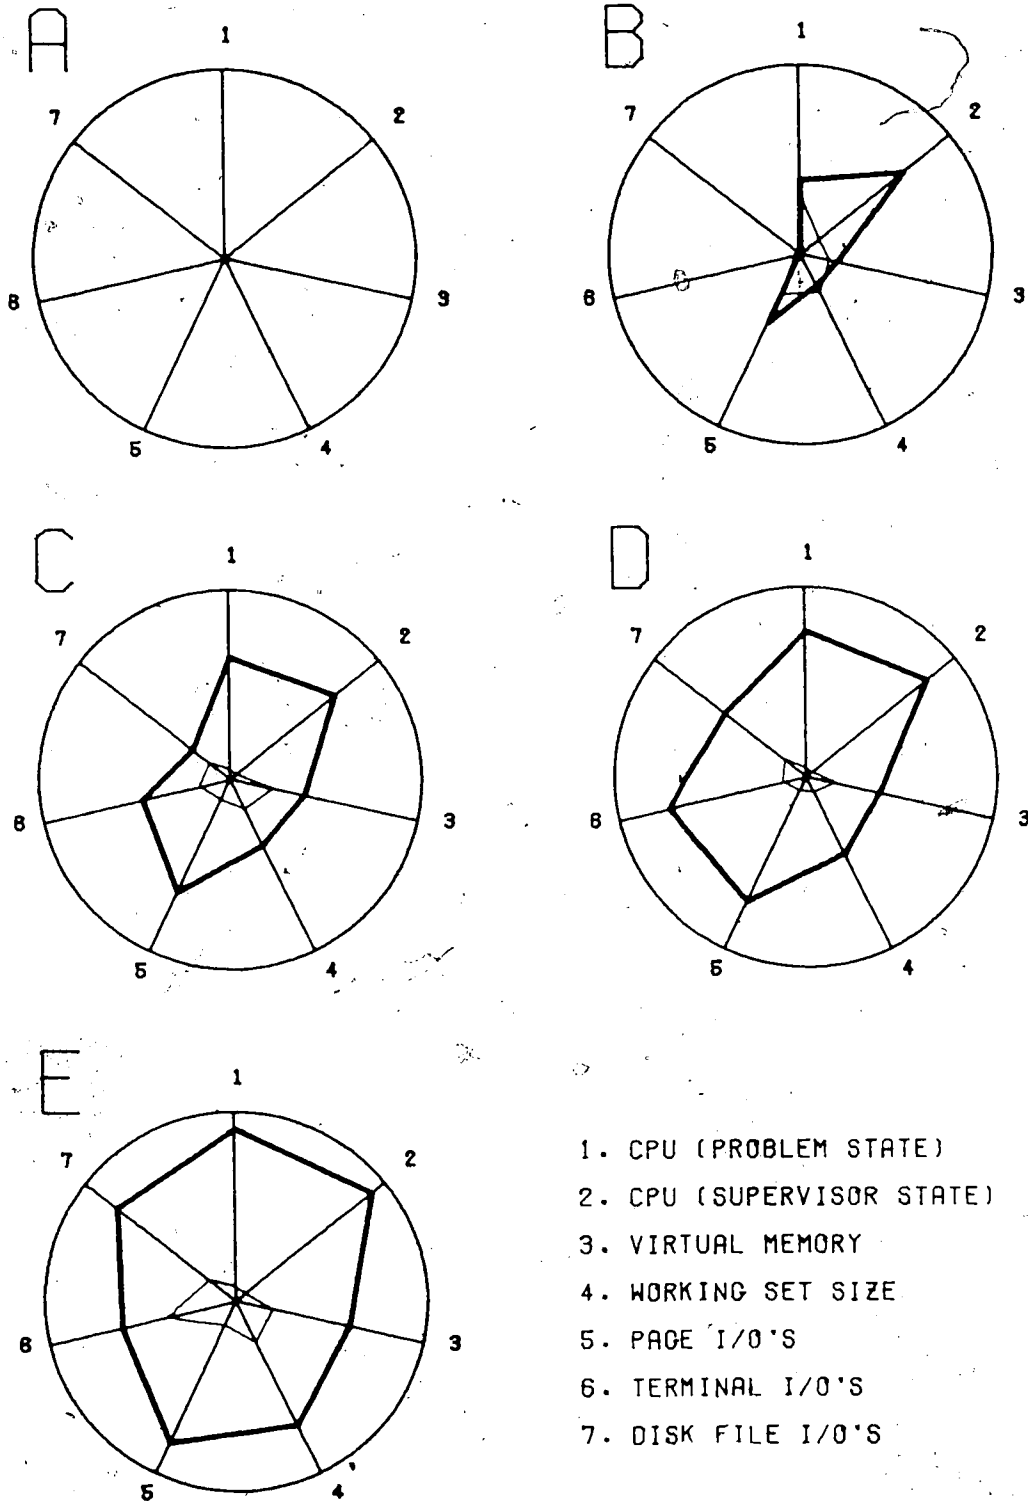 A
1
2
3
4
5
6
7
B
1
2
3
4
5
6
7
C
1
2
3
4
5
6
7
D
1
2
3
4
5
6
7
E
1
2
3
4
5
6
7
1. CPU (PROBLEM STATE)
2. CPU (SUPERVISOR STATE)
3. VIRTUAL MEMORY
4. WORKING SET SIZE
5. PAGE I/O'S
6. TERMINAL I/O'S
7. DISK FILE I/O'S